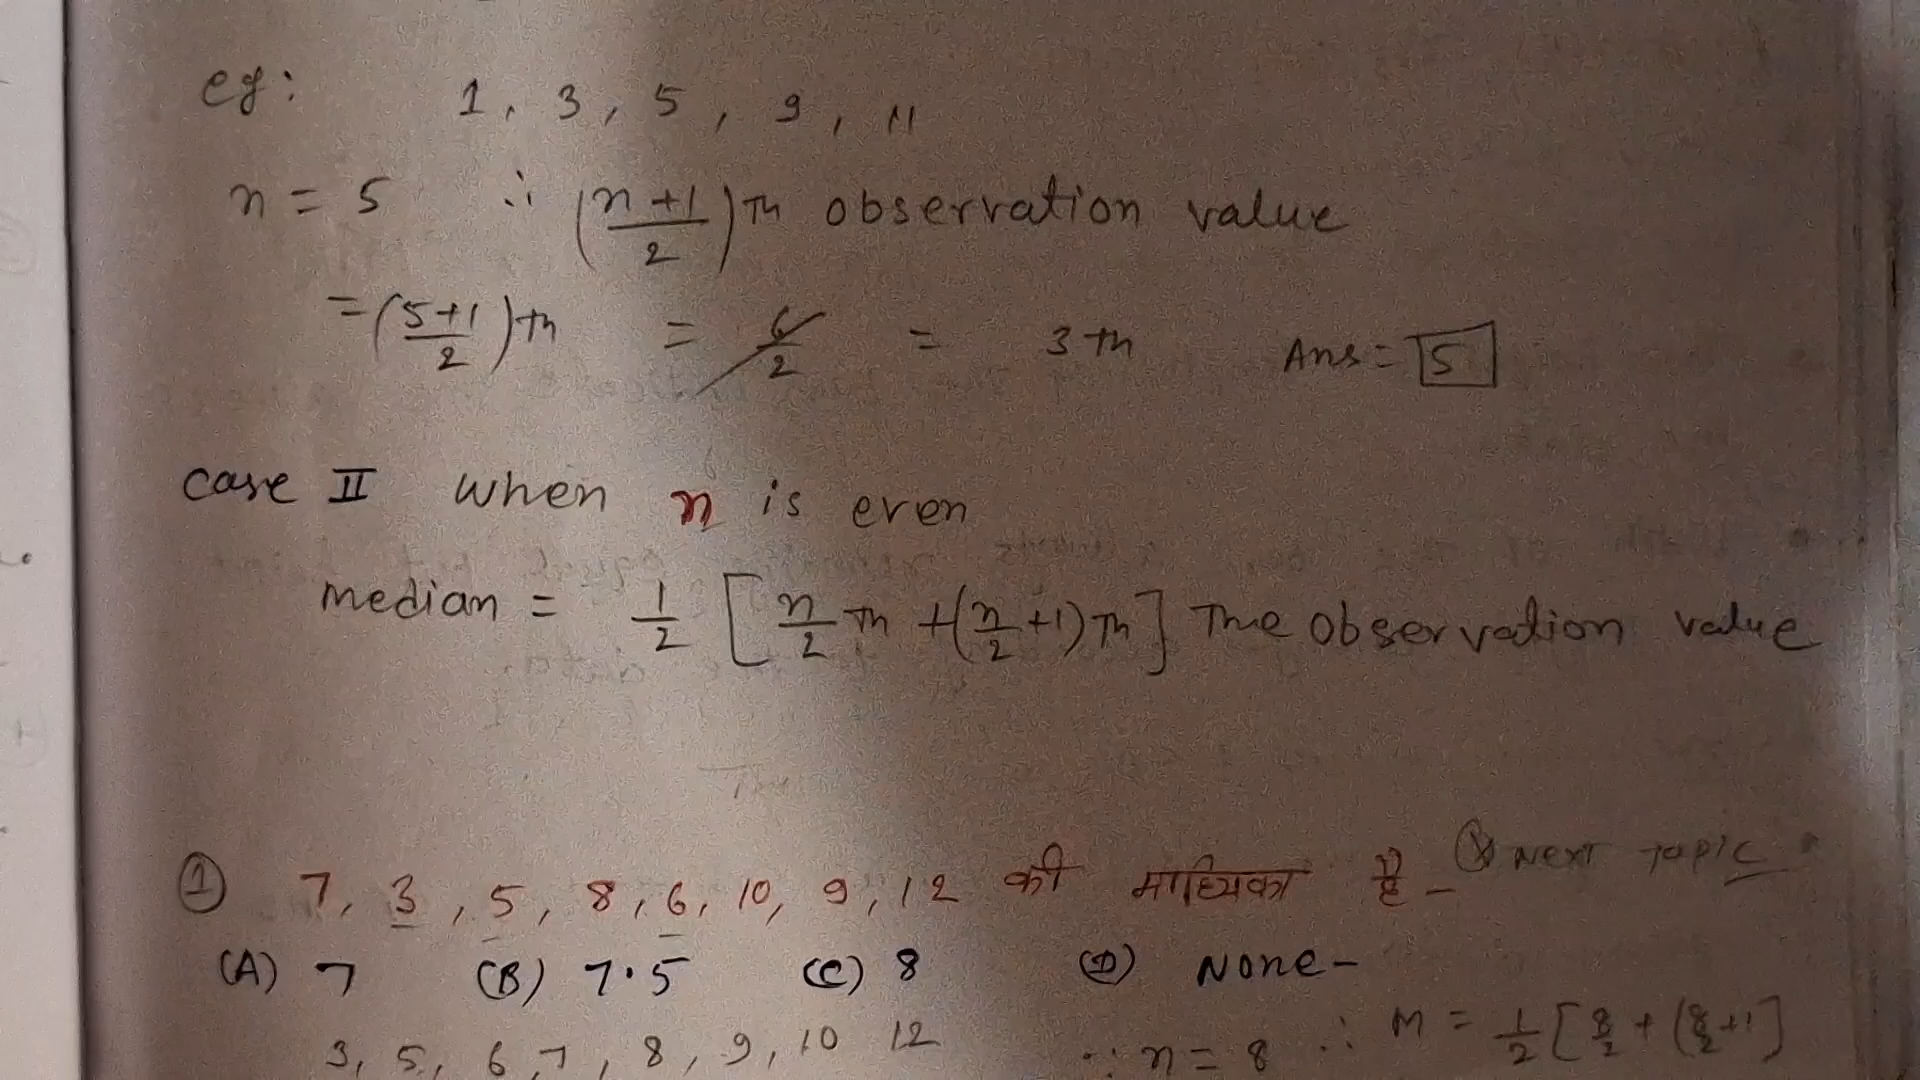 eg: 1, 3, 5, 9, 11
n = 5 ∴ (n+1/2)Th observation value
= (5+1/2)th = 6/2 = 3th Ans = 5
Case II When n is even
median = 1/2 [n/2 Th + (n/2+1)Th] The observation value
① 7, 3, 5, 8, 6, 10, 9, 12 की माध्यिका है - Next Topic
(A) 7 (B) 7.5 (C) 8 (D) None-
3, 5, 6, 7, 8, 9, 10 12 ∵ n = 8 ∴ M = 1/2 [8/2 + (8/2+1]